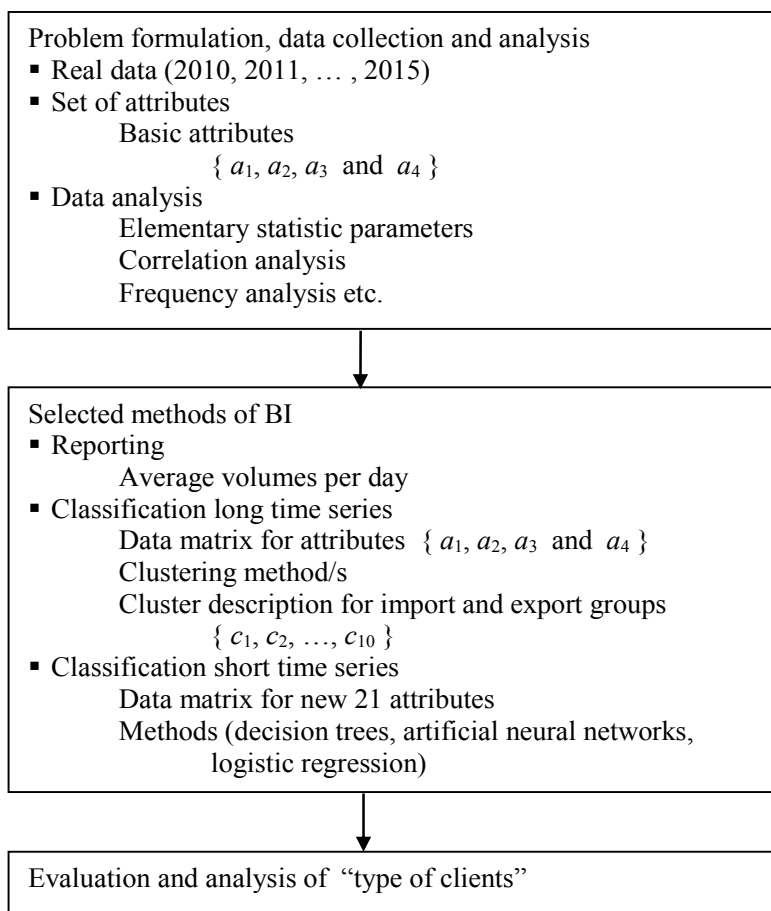 Problem formulation, data collection and analysis
▪ Real data (2010, 2011, … , 2015)
▪ Set of attributes
Basic attributes
{ a1, a2, a3 and a4 }
▪ Data analysis
Elementary statistic parameters
Correlation analysis
Frequency analysis etc.
Selected methods of BI
▪ Reporting
Average volumes per day
▪ Classification long time series
Data matrix for attributes { a1, a2, a3 and a4 }
Clustering method/s
Cluster description for import and export groups
{ c1, c2, …, c10 }
▪ Classification short time series
Data matrix for new 21 attributes
Methods (decision trees, artificial neural networks,
logistic regression)
Evaluation and analysis of “type of clients”